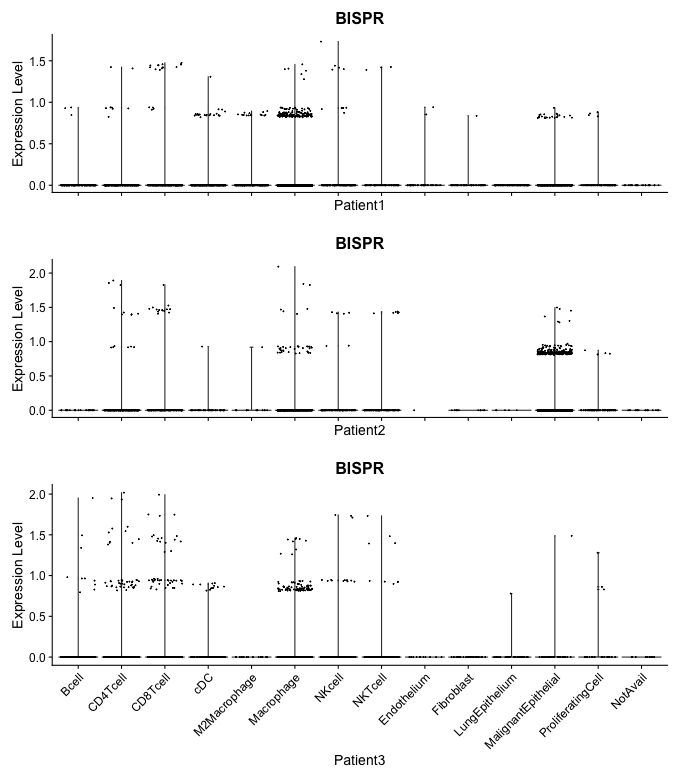 BISPR
Expression Level
1.5
1.0
0.5
0.0
Patient1
BISPR
Expression Level
2.0
1.5
1.0
0.5
0.0
Patient2
BISPR
Expression Level
2.0
1.5
1.0
0.5
0.0
Bcell
CD4Tcell
CD8Tcell
cDC
M2Macrophage
Macrophage
NKcell
NKTcell
Endothelium
Fibroblast
LungEpithelium
MalignantEpithelial
ProliferatingCell
NotAvail
Patient3